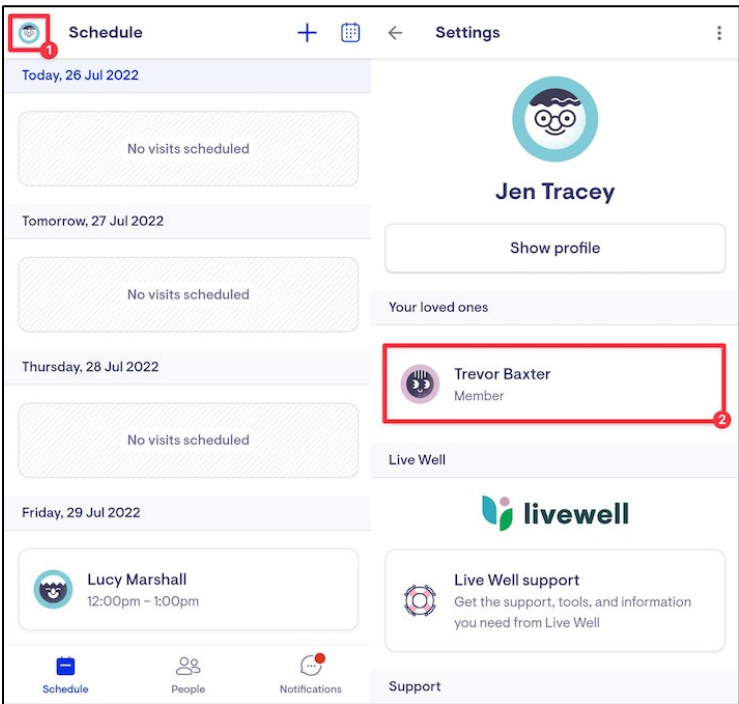 Schedule
1
Today, 26 Jul 2022
No visits scheduled
Tomorrow, 27 Jul 2022
No visits scheduled
Thursday, 28 Jul 2022
No visits scheduled
Friday, 29 Jul 2022
Lucy Marshall
12:00pm – 1:00pm
Schedule
People
Notifications
Settings
Jen Tracey
Show profile
Your loved ones
Trevor Baxter
Member
2
Live Well
livewell
Live Well support
Get the support, tools, and information
you need from Live Well
Support